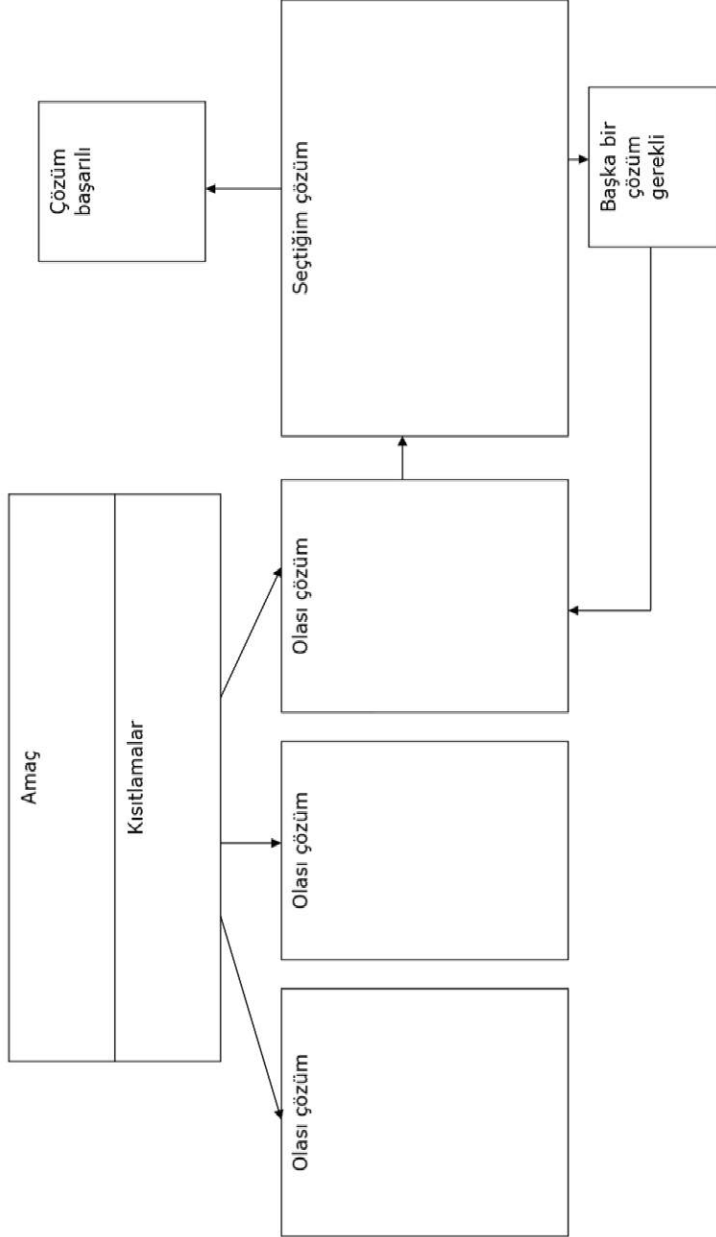 Amaç
Kısıtlamalar
Olası çözüm
Olası çözüm
Olası çözüm
Seçtiğim çözüm
Çözüm
başarılı
Başka bir
çözüm
gerekli